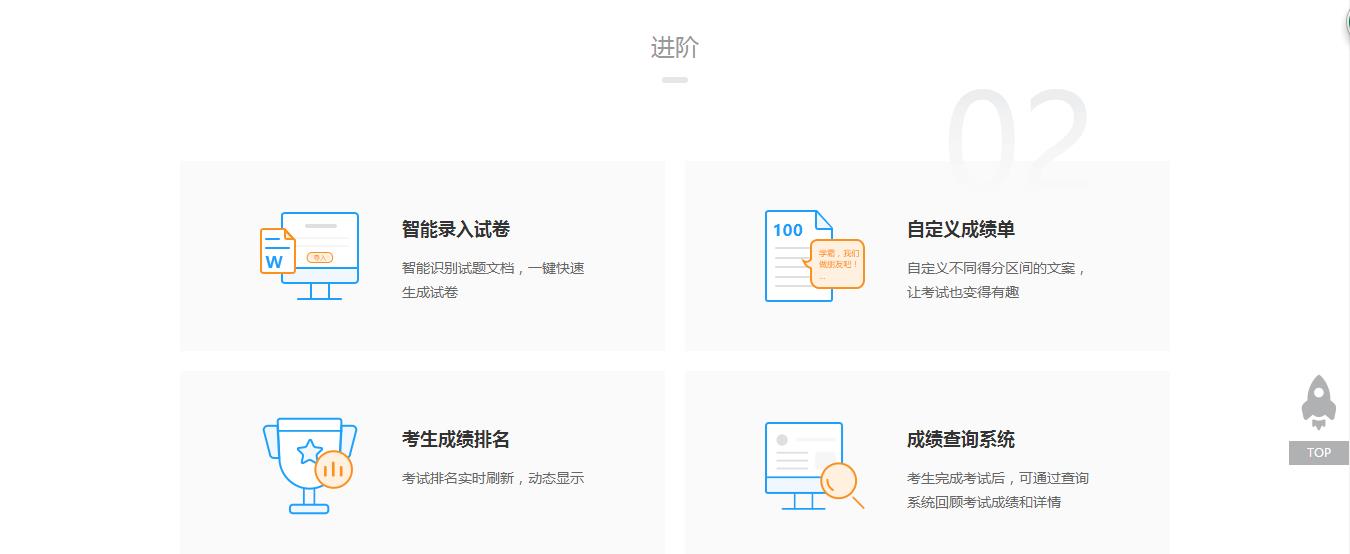 进阶
02
智能录入试卷
智能识别试题文档，一键快速
生成试卷
W
导入
自定义成绩单
自定义不同得分区间的文案，
让考试也变得有趣
100
学霸，我们
做朋友吧！
...
考生成绩排名
考试排名实时刷新，动态显示
成绩查询系统
考生完成考试后，可通过查询
系统回顾考试成绩和详情
TOP